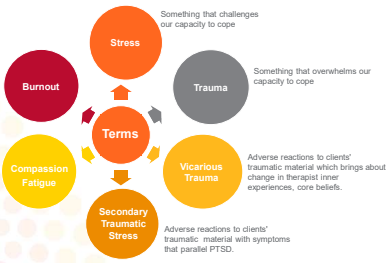 Something that challenges
our capacity to cope
Stress
Burnout
Trauma
Something that overwhelms our
capacity to cope
Terms
Compassion
Fatigue
Vicarious
Trauma
Adverse reactions to clients'
traumatic material which brings about
change in therapist inner
experiences, core beliefs.
Secondary
Traumatic
Stress
Adverse reactions to clients'
traumatic material with symptoms
that parallel PTSD.